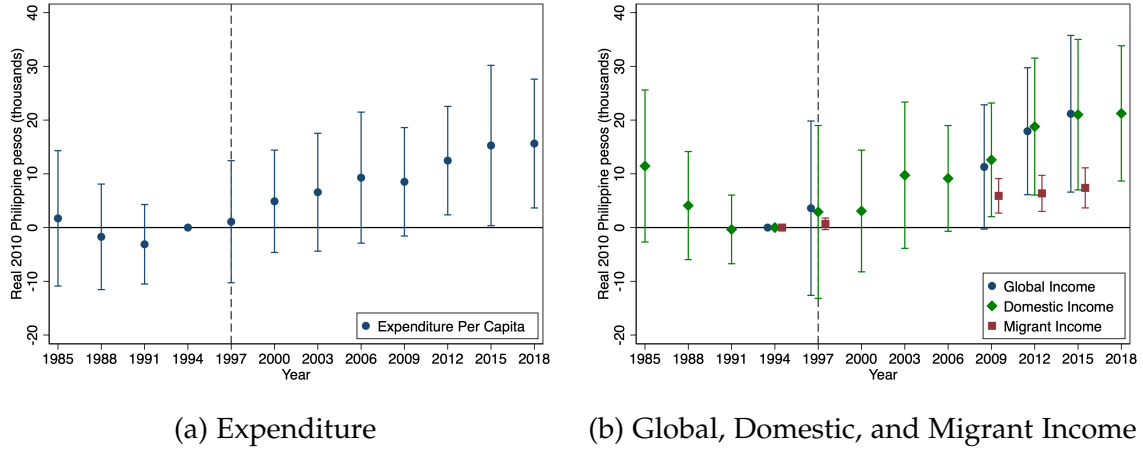 Real 2010 Philippine pesos (thousands)
40
30
20
10
0
-10
-20
1985 1988 1991 1994 1997 2000 2003 2006 2009 2012 2015 2018
Year
Expenditure Per Capita
(a) Expenditure
Real 2010 Philippine pesos (thousands)
40
30
20
10
0
-10
-20
1985 1988 1991 1994 1997 2000 2003 2006 2009 2012 2015 2018
Year
Global Income
Domestic Income
Migrant Income
(b) Global, Domestic, and Migrant Income